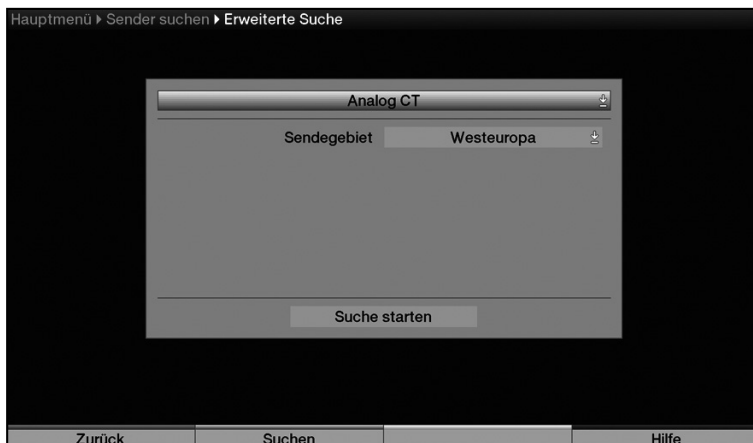 Hauptmenü ▸ Sender suchen ▸ Erweiterte Suche
Analog CT
Sendegebiet Westeuropa
Suche starten
Zurück Suchen Hilfe